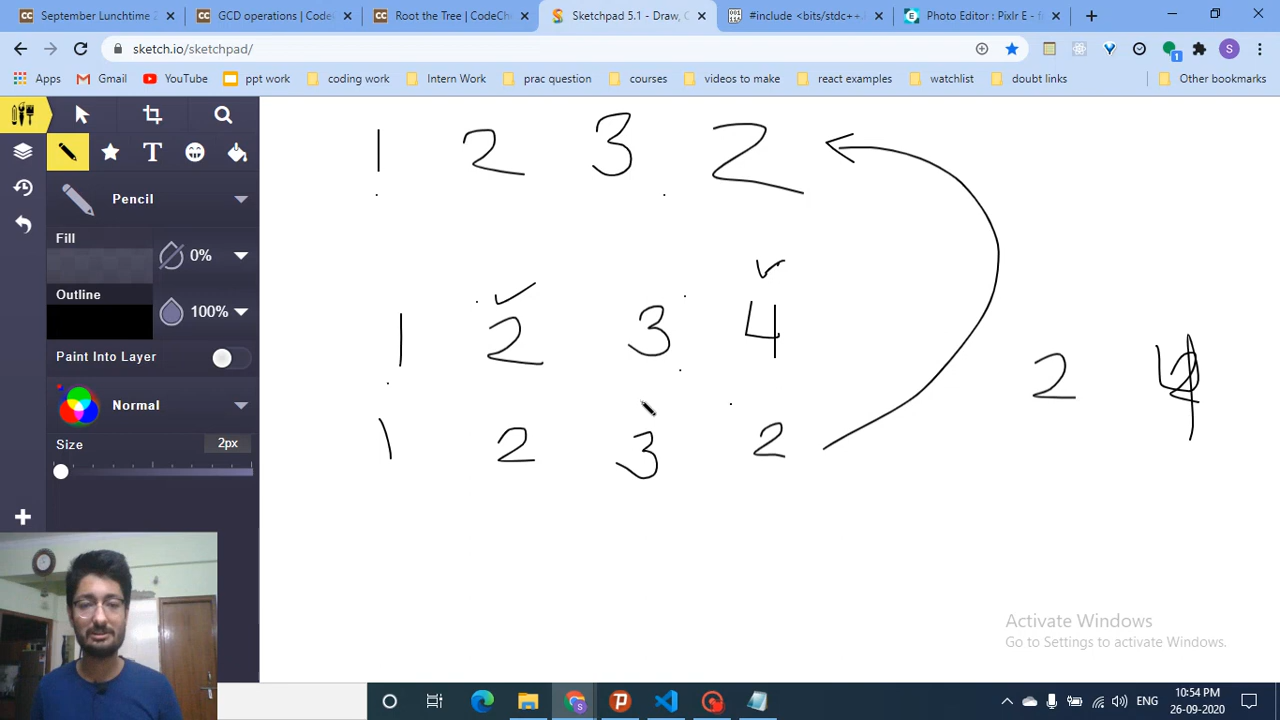 September Lunchtime 2
GCD operations | CodeC
Root the Tree | CodeChe
Sketchpad 5.1 - Draw, C
#include <bits/stdc++.h
Photo Editor : Pixlr E - f
sketch.io/sketchpad/
Apps Gmail YouTube ppt work coding work Intern Work prac question courses videos to make react examples watchlist doubt links Other bookmarks
Pencil
Fill
0%
Outline
100%
Paint Into Layer
Normal
Size
2px
1 2 3 2
1 2 3 4
2
1 2 3 2
Activate Windows
Go to Settings to activate Windows.
ENG
10:54 PM
26-09-2020